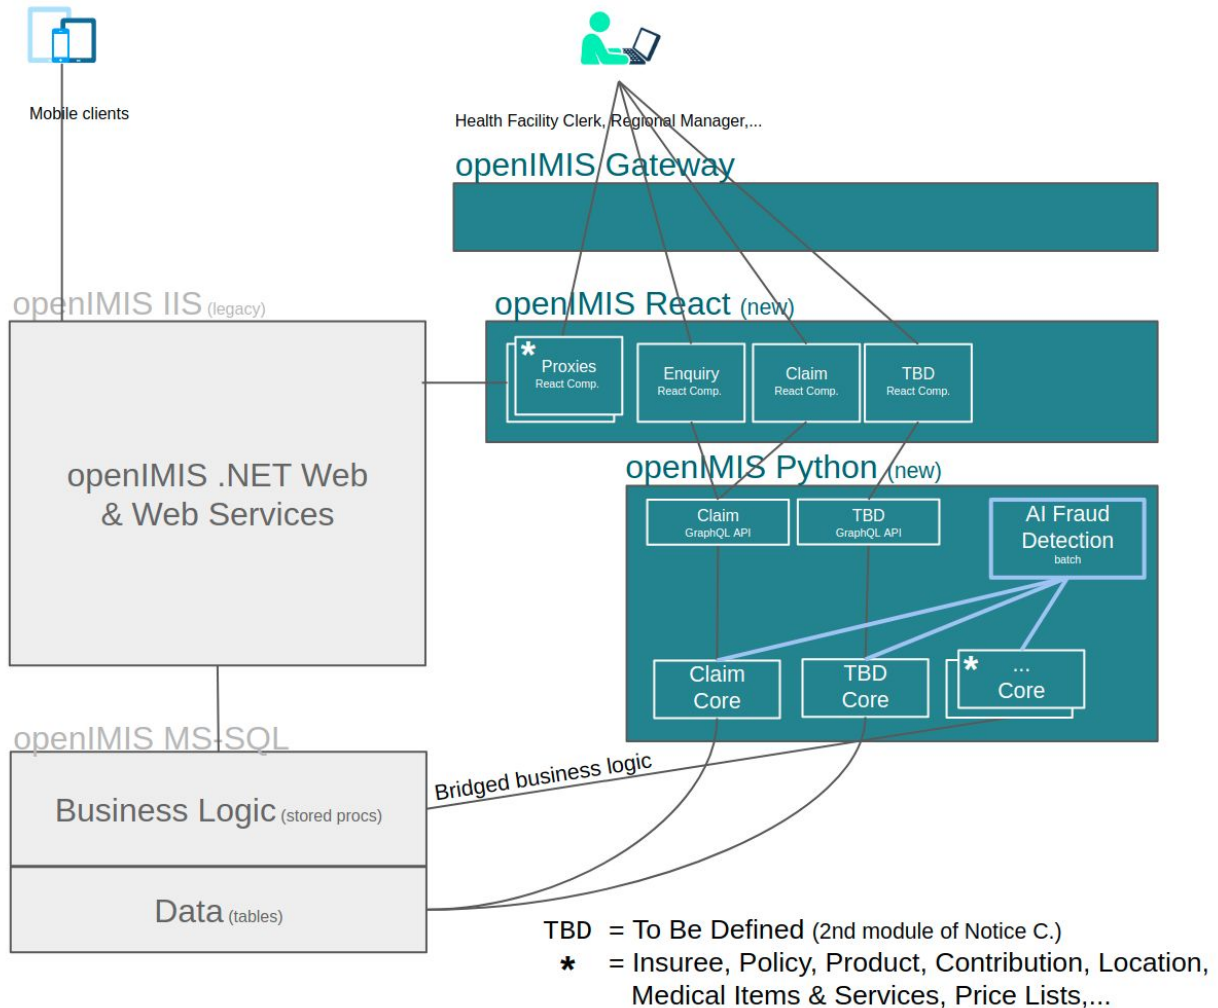 Mobile clients
Health Facility Clerk, Regional Manager,...
openIMIS Gateway
openIMIS IIS (legacy)
openIMIS React (new)
*
Proxies
React Comp.
Enquiry
React Comp.
Claim
React Comp.
TBD
React Comp.
openIMIS .NET Web
& Web Services
openIMIS Python (new)
Claim
GraphQL API
TBD
GraphQL API
AI Fraud
Detection
batch
Claim
Core
TBD
Core
*
...
Core
openIMIS MS-SQL
Bridged business logic
Business Logic (stored procs)
Data (tables)
TBD = To Be Defined (2nd module of Notice C.)
* = Insuree, Policy, Product, Contribution, Location,
Medical Items & Services, Price Lists,...